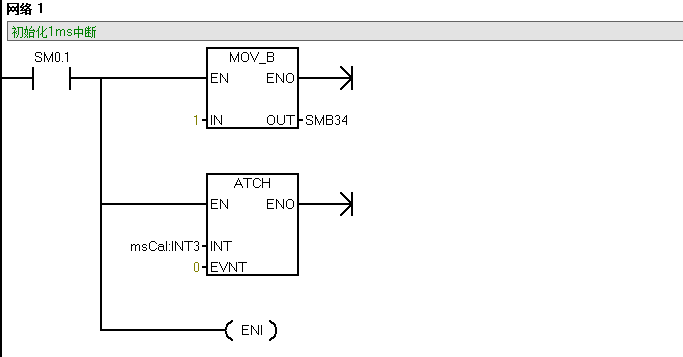 网络 1
初始化1ms中断
SM0.1
MOV_B
EN ENO
1 IN OUT SMB34
ATCH
EN ENO
msCal:INT3 INT
0 EVNT
ENI